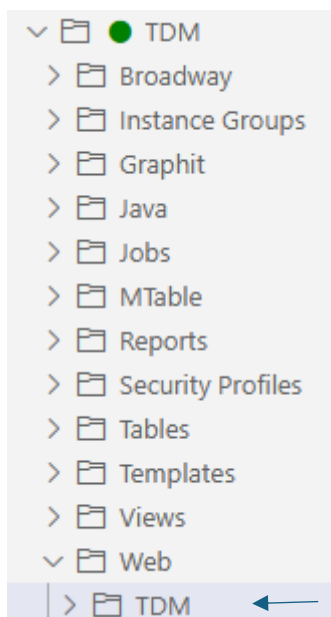 TDM
Broadway
Instance Groups
Graphit
Java
Jobs
MTable
Reports
Security Profiles
Tables
Templates
Views
Web
TDM